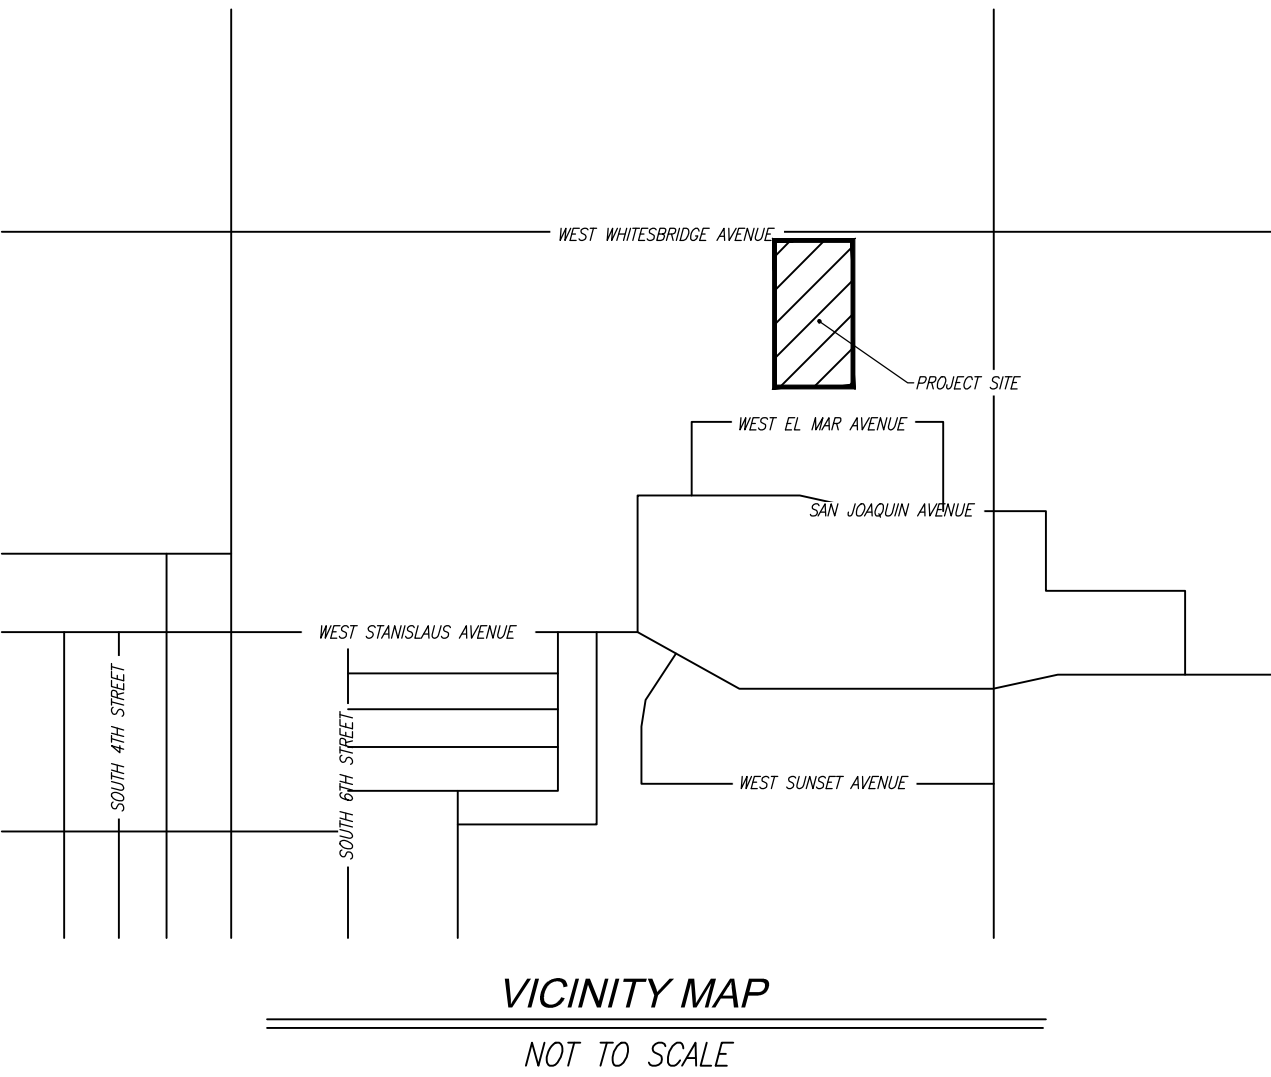 WEST WHITESBRIDGE AVENUE
PROJECT SITE
WEST EL MAR AVENUE
SAN JOAQUIN AVENUE
WEST STANISLAUS AVENUE
SOUTH 4TH STREET
SOUTH 6TH STREET
WEST SUNSET AVENUE
VICINITY MAP
NOT TO SCALE